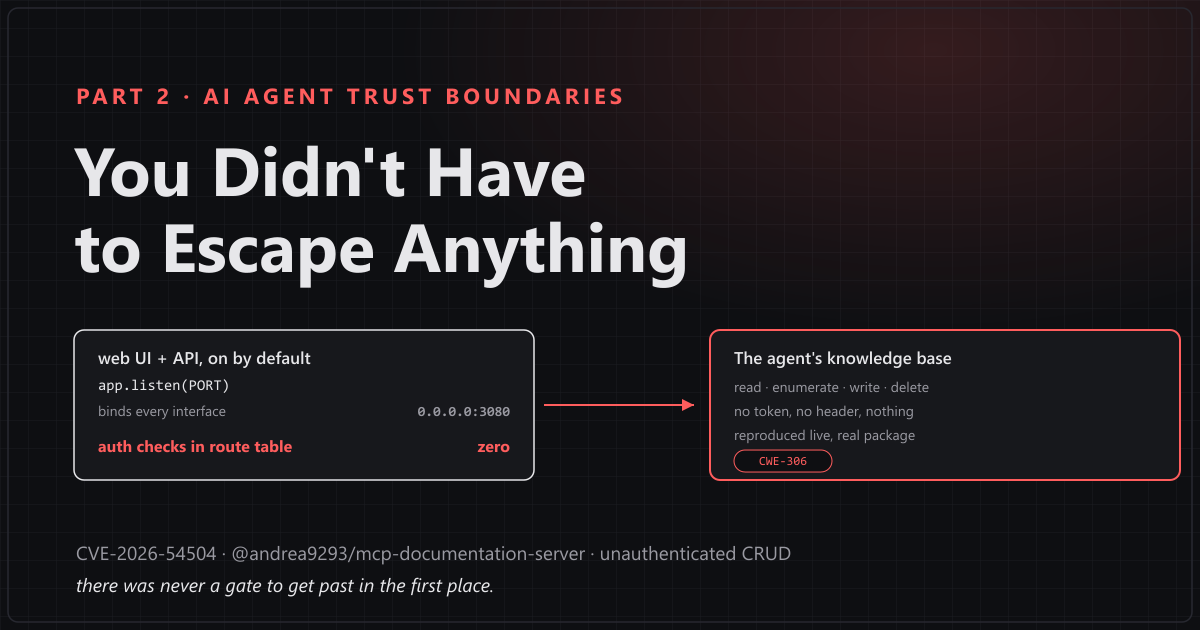 PART 2 · AI AGENT TRUST BOUNDARIES
You Didn't Have
to Escape Anything
web UI + API, on by default
app.listen(PORT)
binds every interface 0.0.0.0:3080
auth checks in route table zero
The agent's knowledge base
read · enumerate · write · delete
no token, no header, nothing
reproduced live, real package
CWE-306
CVE-2026-54504 · @andrea9293/mcp-documentation-server · unauthenticated CRUD
there was never a gate to get past in the first place.